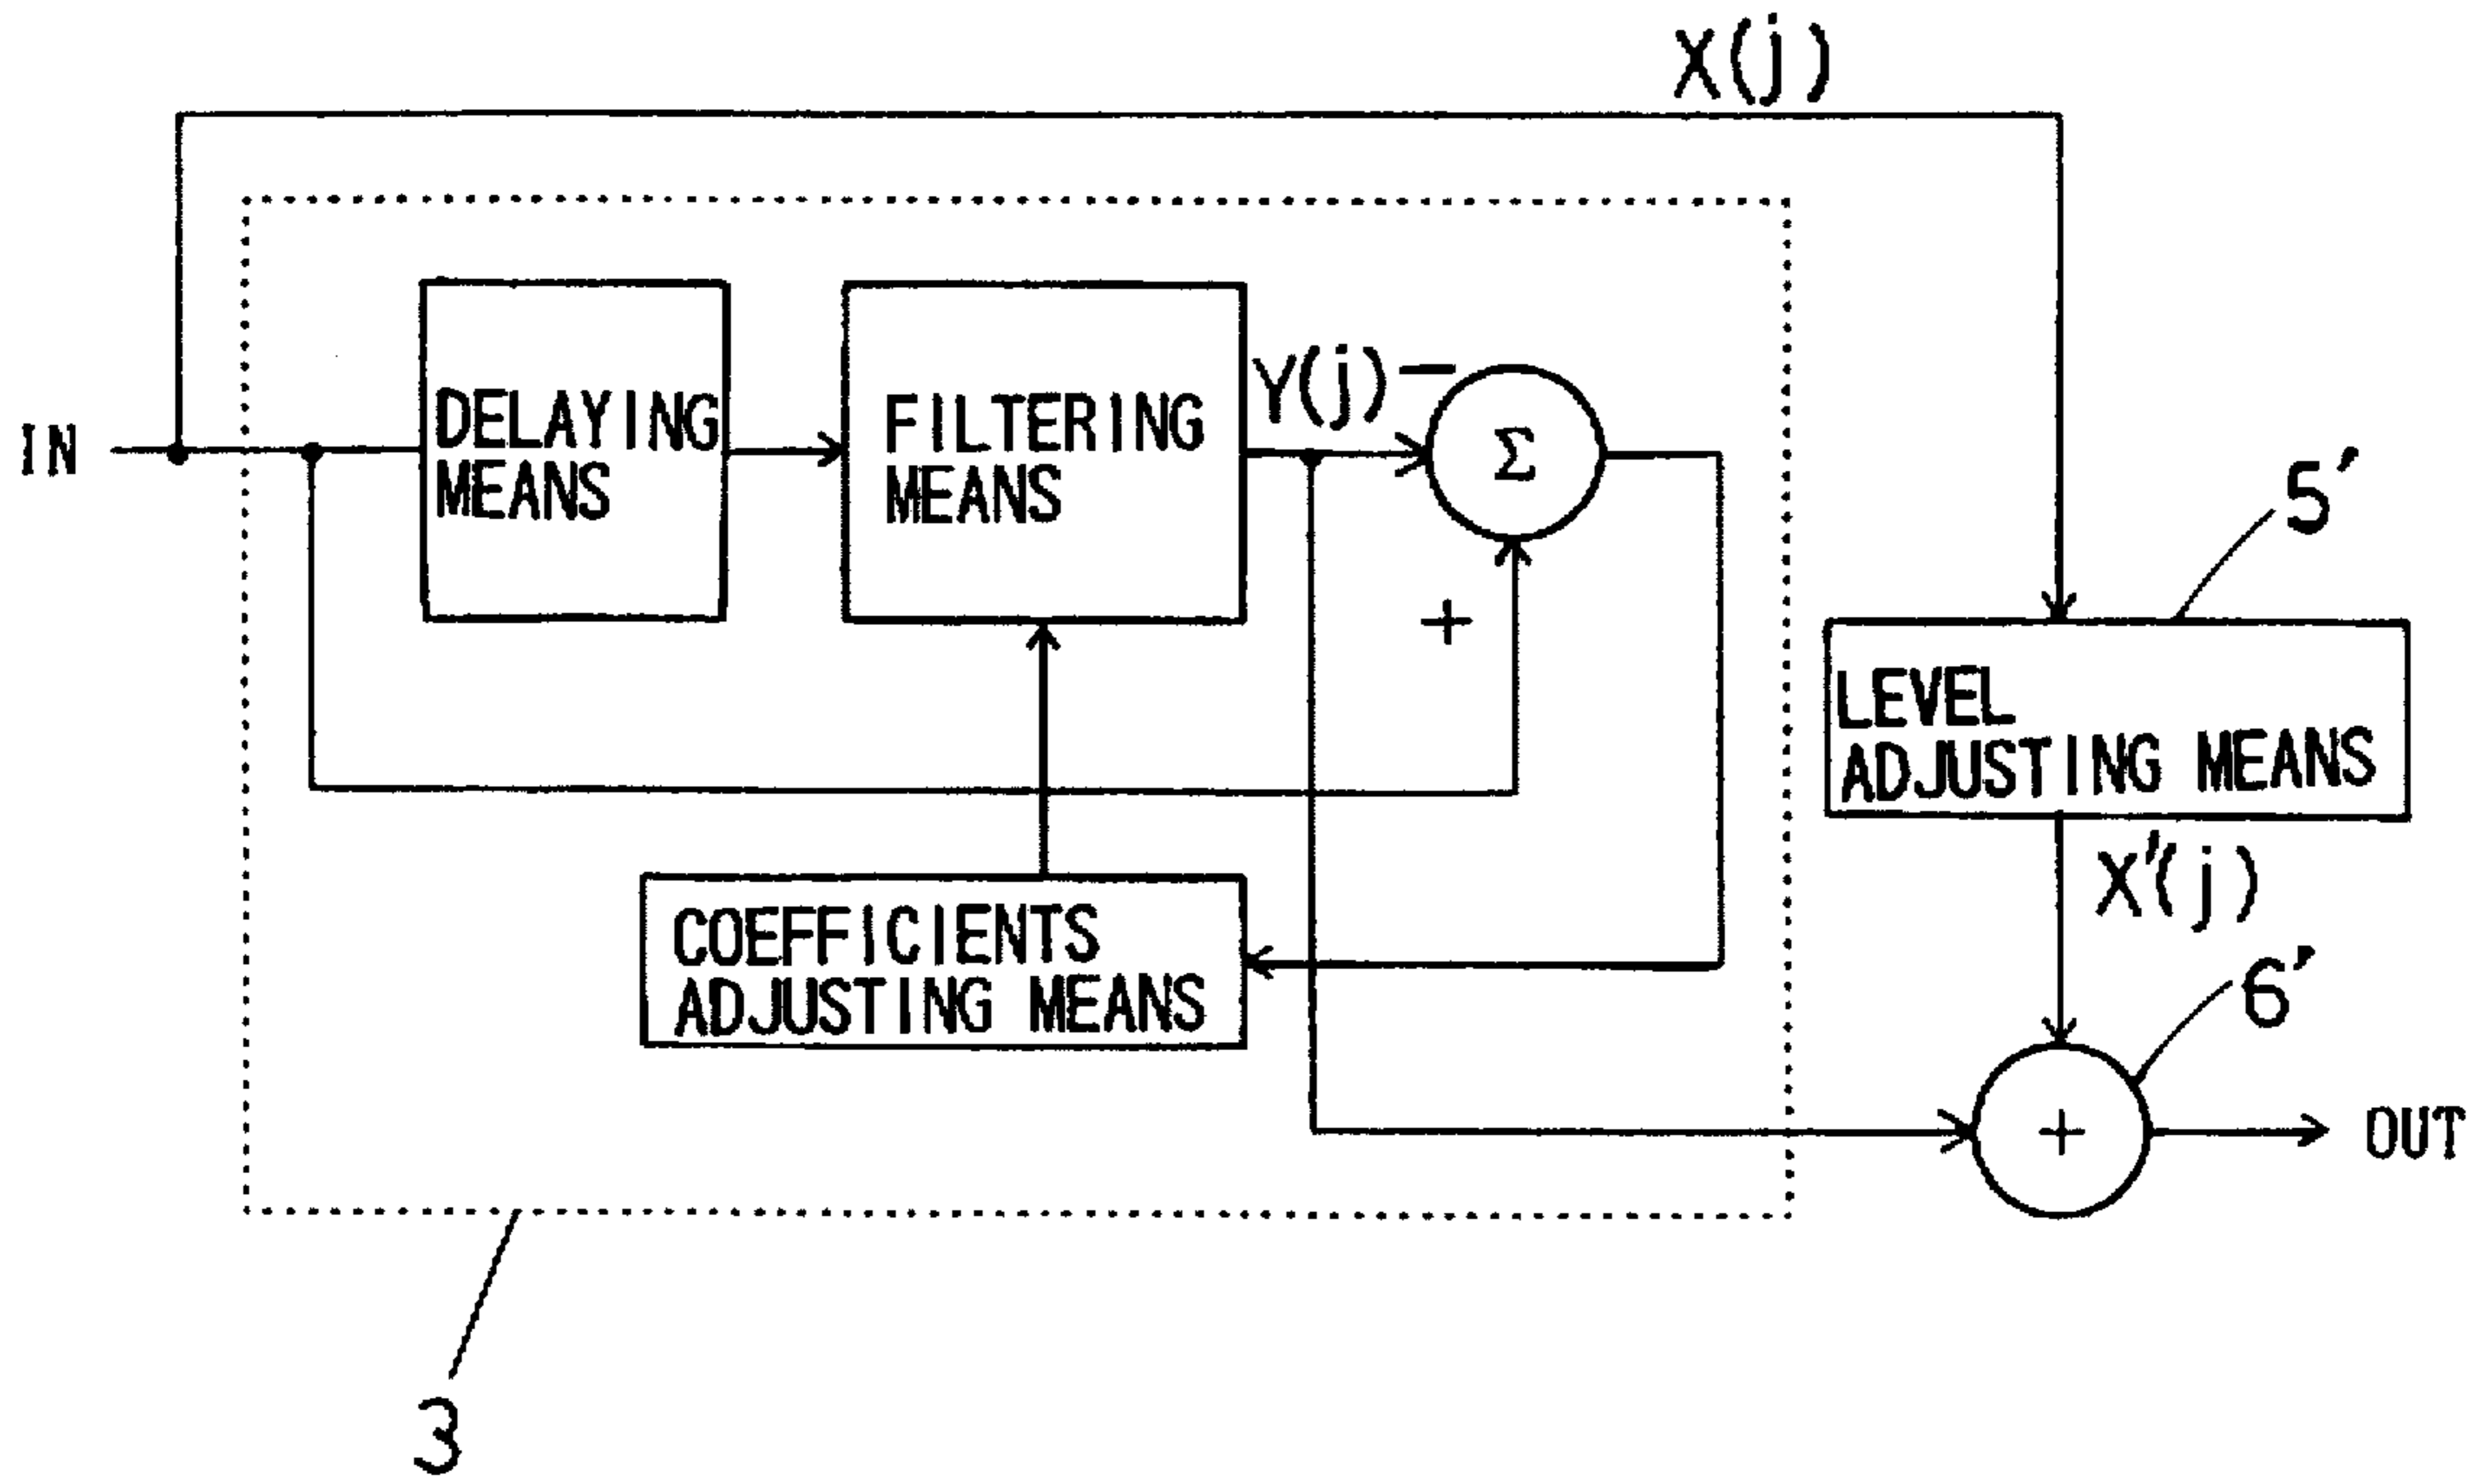 X(j)
IN
DELAYING
MEANS
FILTERING
MEANS
Y(j)
−
Σ
+
5'
LEVEL
ADJUSTING MEANS
X'(j)
COEFFICIENTS
ADJUSTING MEANS
6'
+
OUT
3